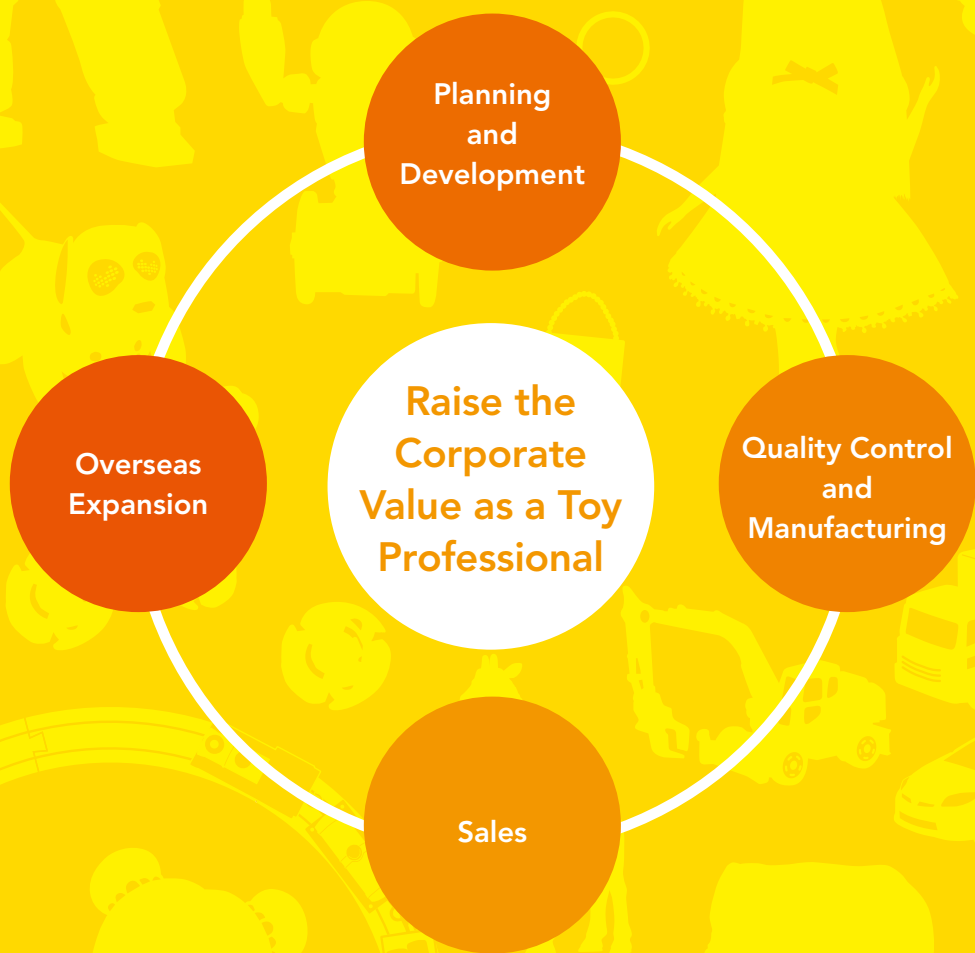 Planning
and
Development
Overseas
Expansion
Raise the
Corporate
Value as a Toy
Professional
Quality Control
and
Manufacturing
Sales